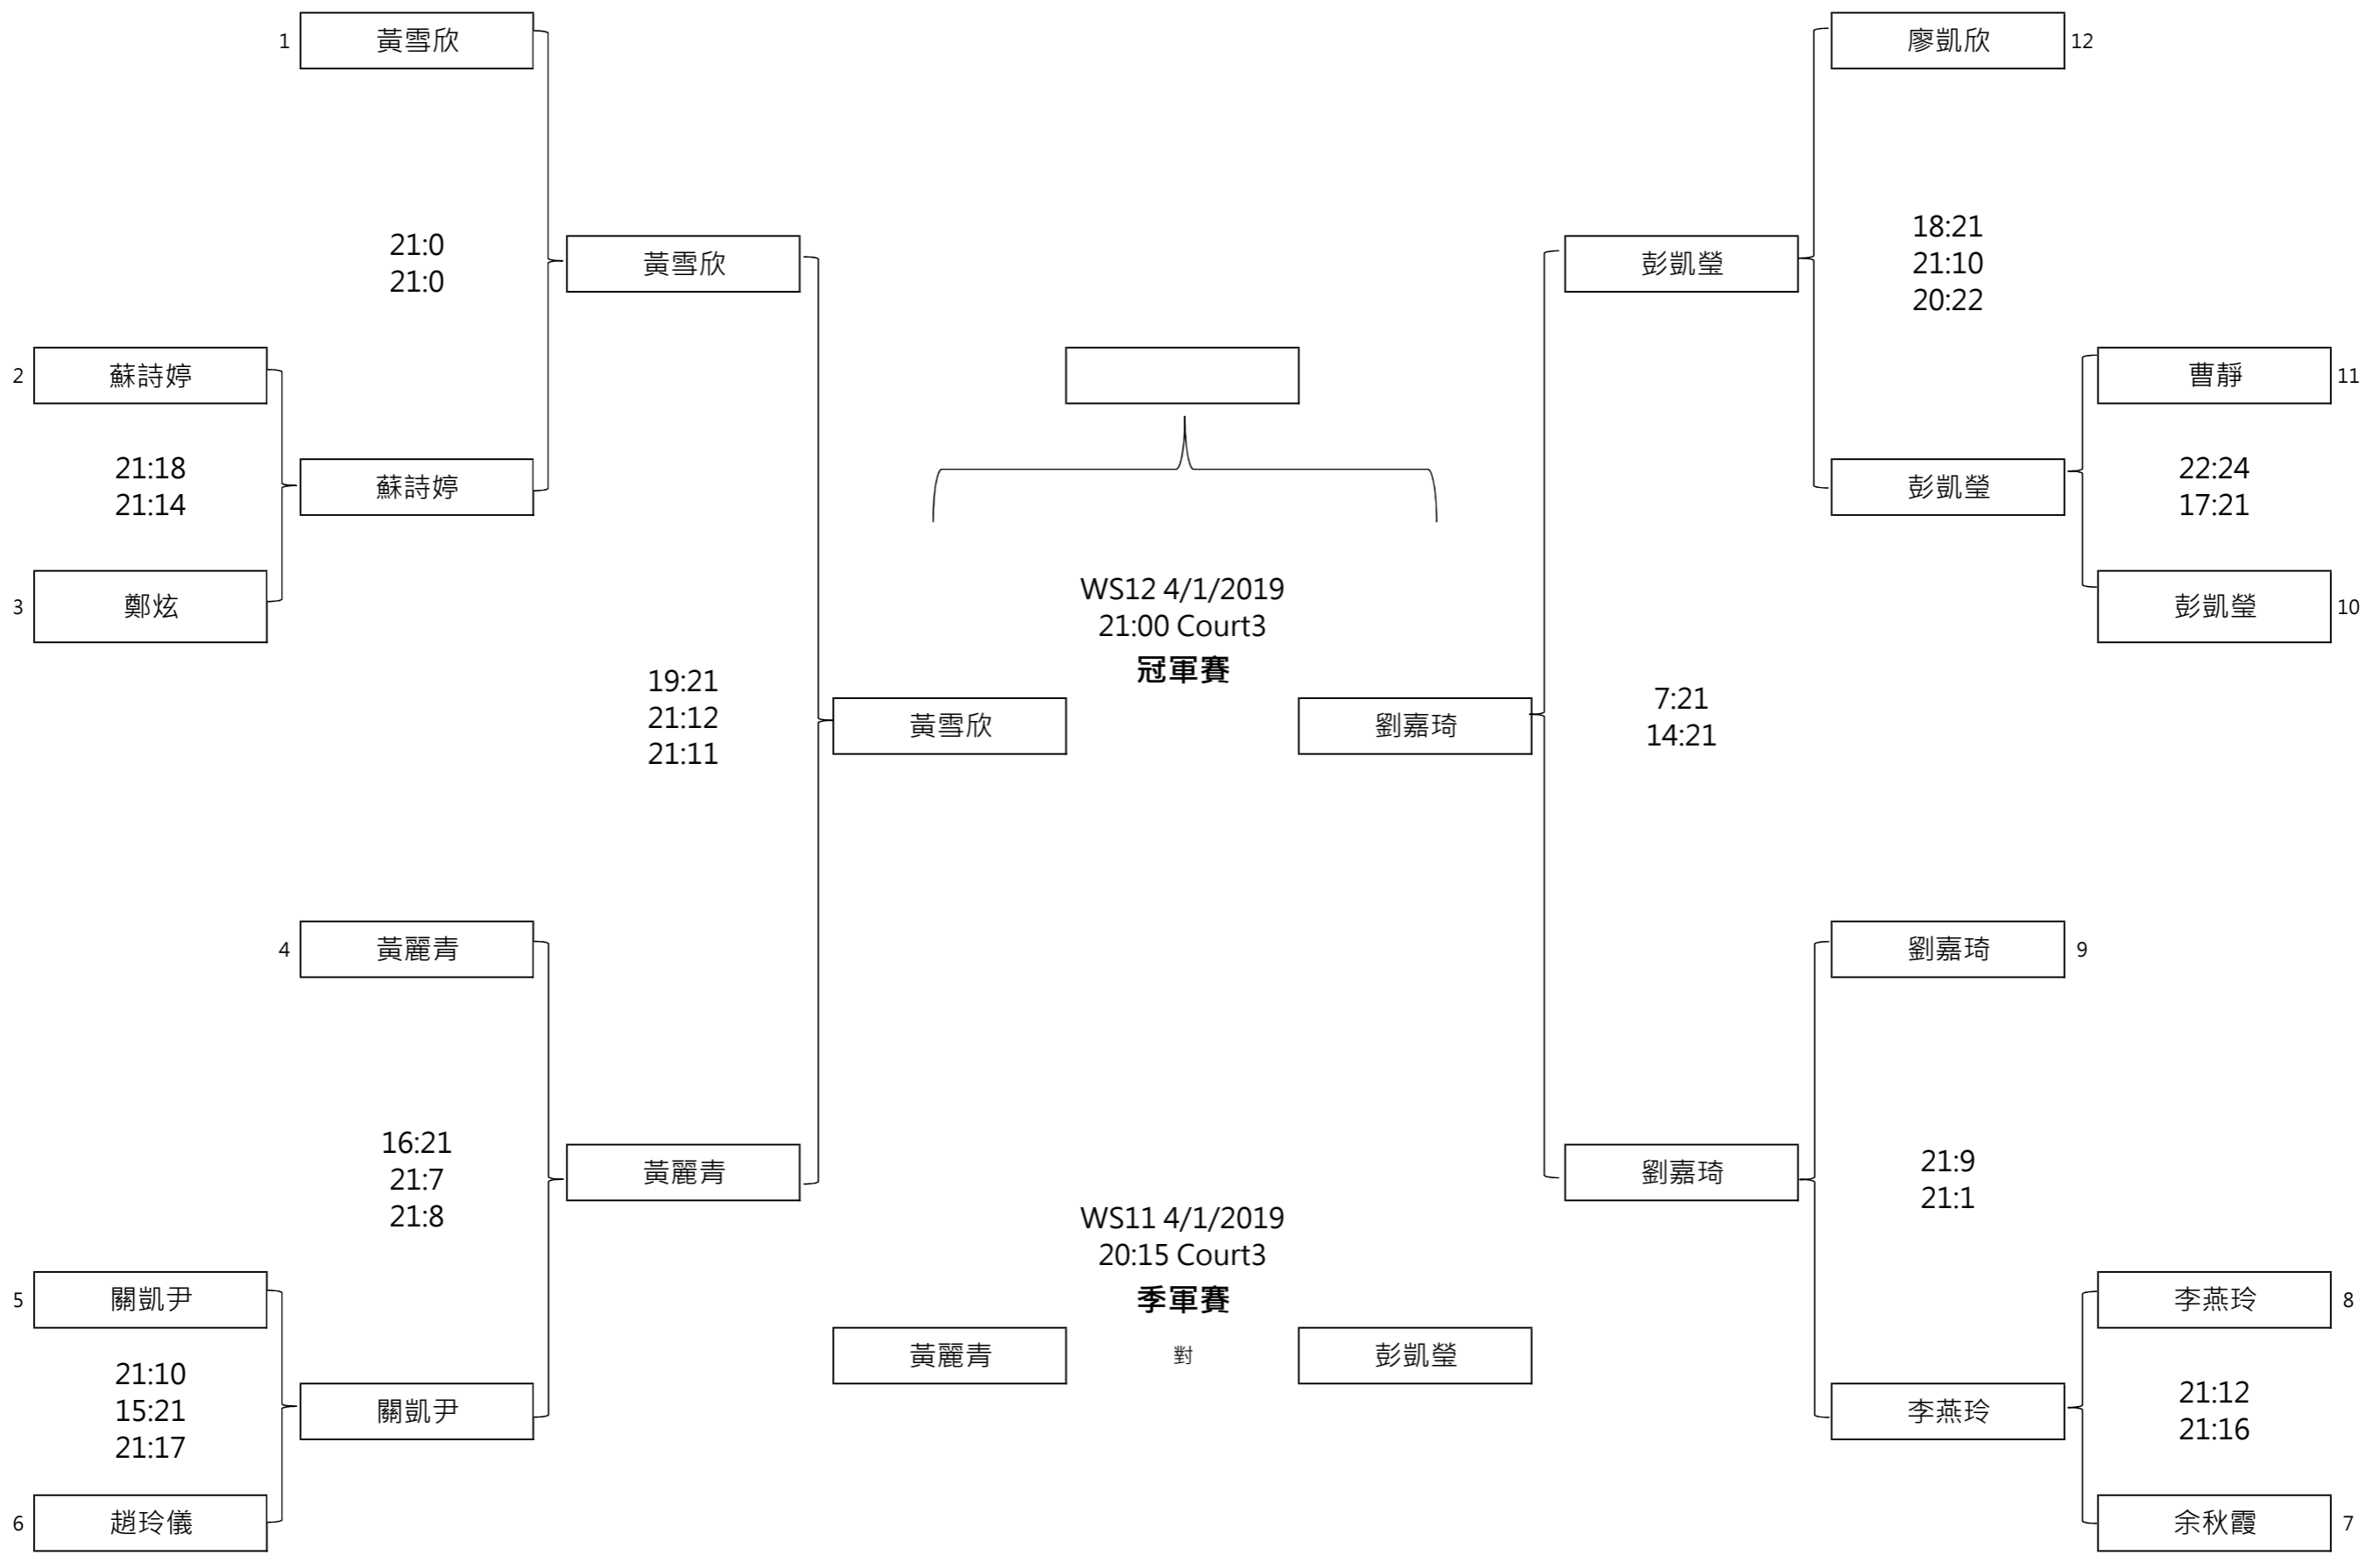 1 黃雪欣
廖凱欣 12
21:0
21:0
黃雪欣
彭凱瑩
18:21
21:10
20:22
2 蘇詩婷
曹靜 11
21:18
21:14
蘇詩婷
彭凱瑩
22:24
17:21
3 鄭炫
彭凱瑩 10
WS12 4/1/2019
21:00 Court3
冠軍賽
19:21
21:12
21:11
黃雪欣
劉嘉琦
7:21
14:21
4 黃麗青
劉嘉琦 9
16:21
21:7
21:8
黃麗青
劉嘉琦
21:9
21:1
WS11 4/1/2019
20:15 Court3
季軍賽
5 關凱尹
李燕玲 8
黃麗青 對 彭凱瑩
21:10
15:21
21:17
關凱尹
李燕玲
21:12
21:16
6 趙玲儀
余秋霞 7